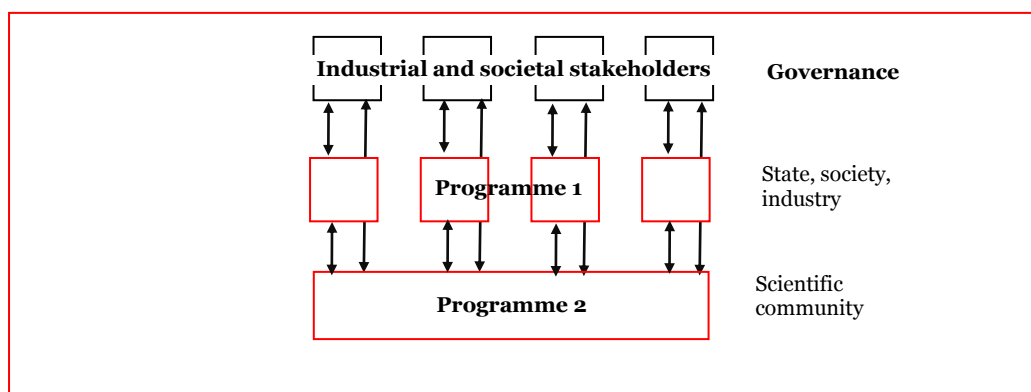 Industrial and societal stakeholders
Governance
Programme 1
State, society,
industry
Programme 2
Scientific
community